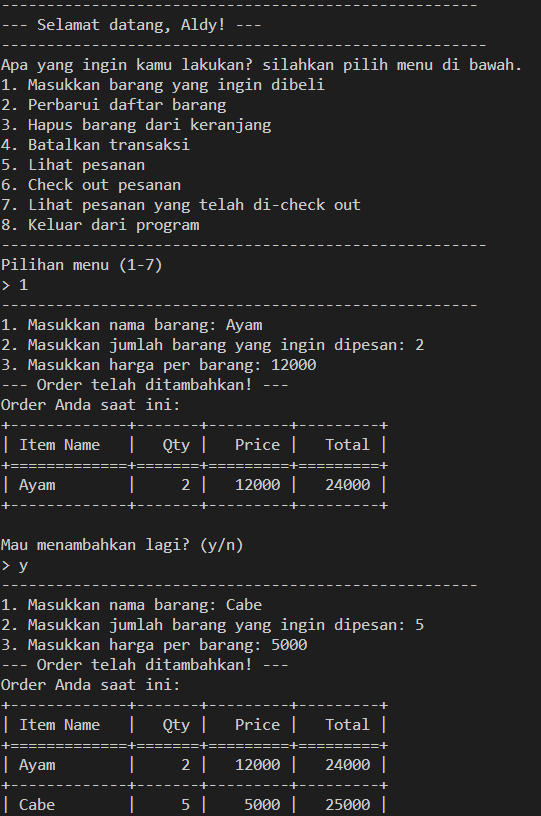 -----------------------------------------------------
--- Selamat datang, Aldy! ---
------------------------------------------------------
Apa yang ingin kamu lakukan? silahkan pilih menu di bawah.
1. Masukkan barang yang ingin dibeli
2. Perbarui daftar barang
3. Hapus barang dari keranjang
4. Batalkan transaksi
5. Lihat pesanan
6. Check out pesanan
7. Lihat pesanan yang telah di-check out
8. Keluar dari program
------------------------------------------------------
Pilihan menu (1-7)
> 1
-----------------------------------------------------
1. Masukkan nama barang: Ayam
2. Masukkan jumlah barang yang ingin dipesan: 2
3. Masukkan harga per barang: 12000
--- Order telah ditambahkan! ---
Order Anda saat ini:
+-------------+-------+---------+---------+
| Item Name   |   Qty |   Price |   Total |
+=============+=======+=========+=========+
| Ayam        |     2 |   12000 |   24000 |
+-------------+-------+---------+---------+
Mau menambahkan lagi? (y/n)
> y
-----------------------------------------------------
1. Masukkan nama barang: Cabe
2. Masukkan jumlah barang yang ingin dipesan: 5
3. Masukkan harga per barang: 5000
--- Order telah ditambahkan! ---
Order Anda saat ini:
+-------------+-------+---------+---------+
| Item Name   |   Qty |   Price |   Total |
+=============+=======+=========+=========+
| Ayam        |     2 |   12000 |   24000 |
+-------------+-------+---------+---------+
| Cabe        |     5 |    5000 |   25000 |